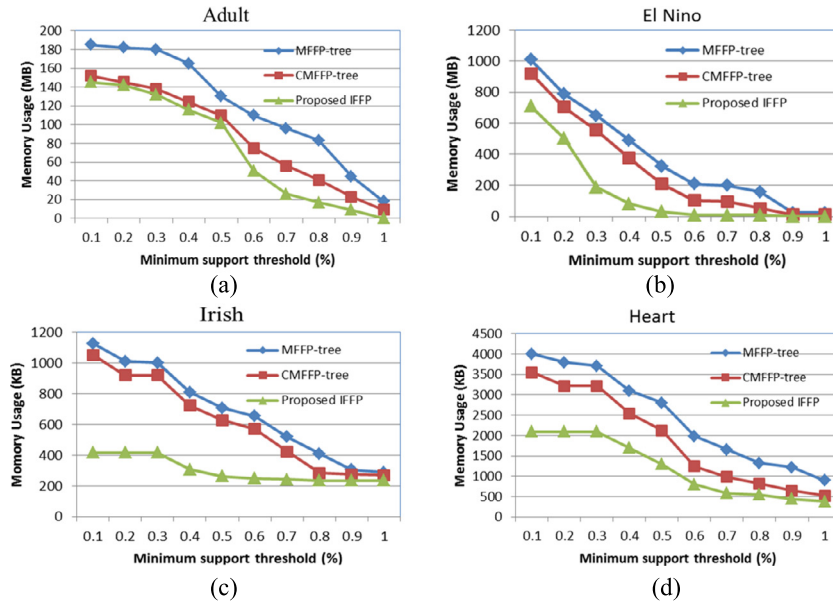 Adult
200
180
160
140
120
100
80
60
40
20
0
Memory Usage (MB)
MFFP-tree
CMFFP-tree
Proposed IFFP
0.1 0.2 0.3 0.4 0.5 0.6 0.7 0.8 0.9 1
Minimum support threshold (%)
(a)
El Nino
1200
1000
800
600
400
200
0
Memory Usage (MB)
MFFP-tree
CMFFP-tree
Proposed IFFP
0.1 0.2 0.3 0.4 0.5 0.6 0.7 0.8 0.9 1
Minimum support threshold (%)
(b)
Irish
1200
1000
800
600
400
200
0
Momory Usage (KB)
MFFP-tree
CMFFP-tree
Proposed IFFP
0.1 0.2 0.3 0.4 0.5 0.6 0.7 0.8 0.9 1
Minimum support threshold (%)
(c)
Heart
4500
4000
3500
3000
2500
2000
1500
1000
500
0
Memory Usage (KB)
MFFP-tree
CMFFP-tree
Proposed IFFP
0.1 0.2 0.3 0.4 0.5 0.6 0.7 0.8 0.9 1
Minimum support threshold (%)
(d)